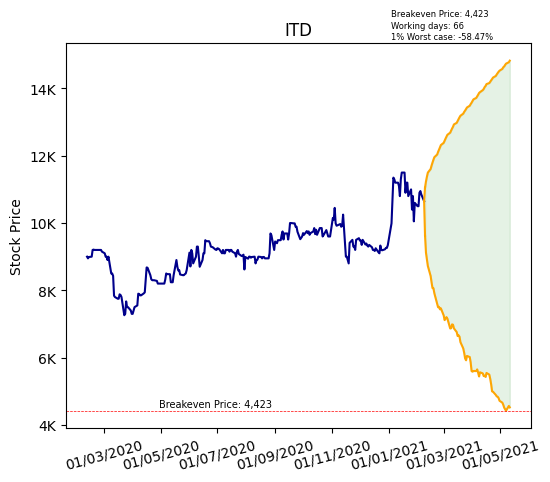 Breakeven Price: 4,423
Working days: 66
1% Worst case: -58.47%
ITD
Stock Price
14K
12K
10K
8K
6K
4K
Breakeven Price: 4,423
01/03/2020
01/05/2020
01/07/2020
01/09/2020
01/11/2020
01/01/2021
01/03/2021
01/05/2021